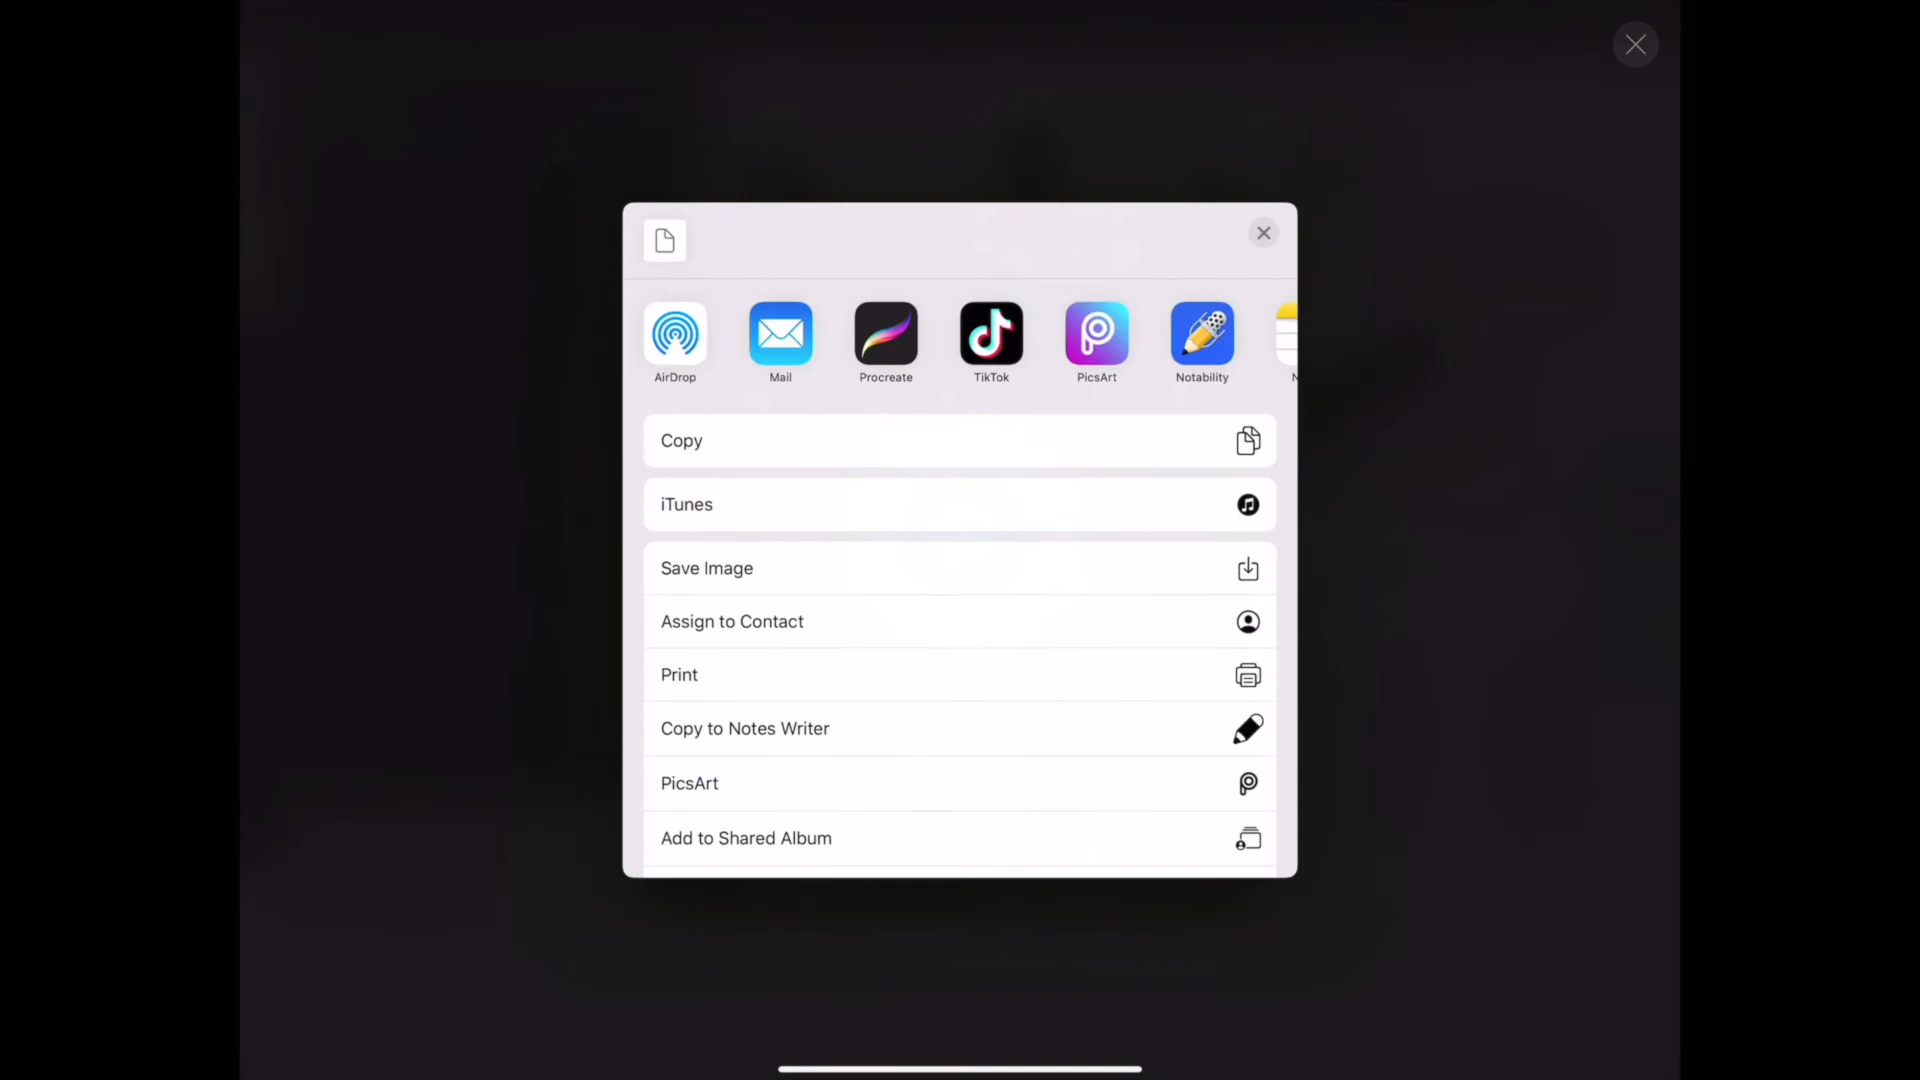 AirDrop
Mail
Procreate
TikTok
PicsArt
Notability
Copy
iTunes
Save Image
Assign to Contact
Print
Copy to Notes Writer
PicsArt
Add to Shared Album